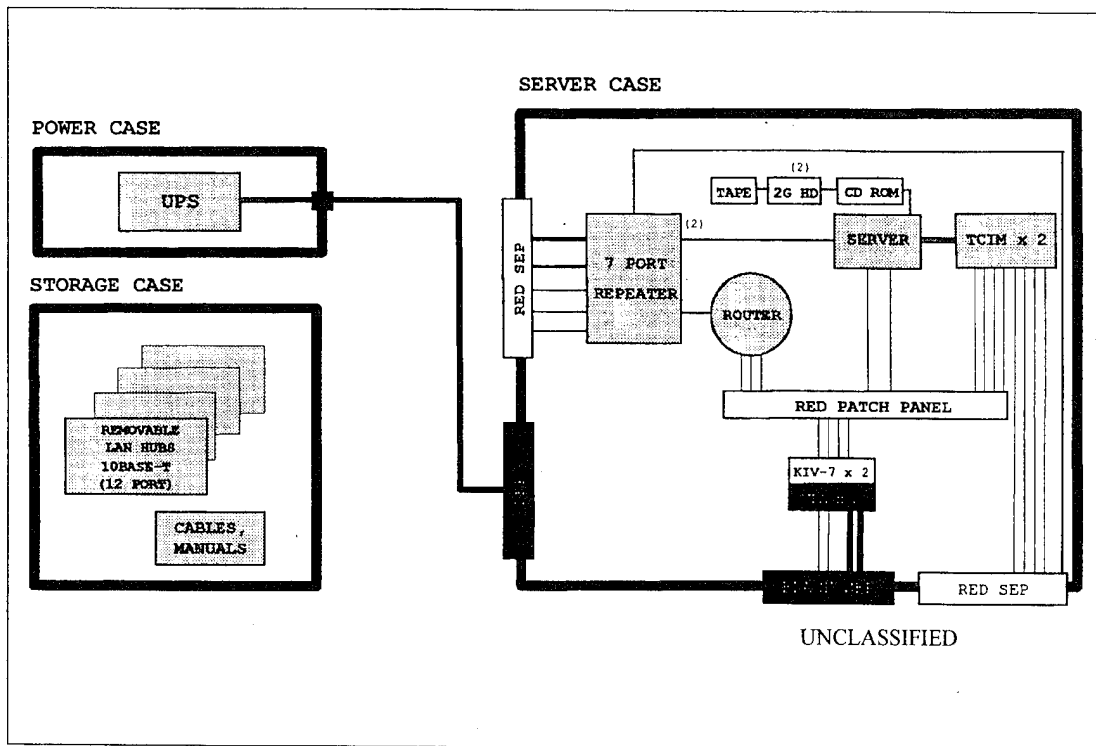 SERVER CASE
POWER CASE
UPS
STORAGE CASE
REMOVABLE
LAN HUBS
10BASE-T
(12 PORT)
CABLES,
MANUALS
RED SEP
7 PORT
REPEATER
(2)
(2)
TAPE
2G HD
CD ROM
SERVER
TCIM x 2
ROUTER
RED PATCH PANEL
KIV-7 x 2
RED SEP
UNCLASSIFIED